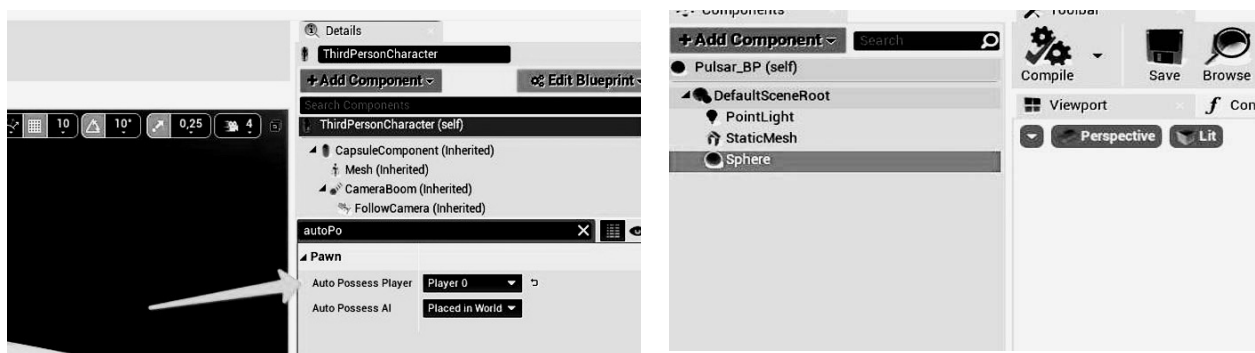 Details
ThirdPersonCharacter
+Add Component
Edit Blueprint
Search Components
ThirdPersonCharacter (self)
CapsuleComponent (Inherited)
Mesh (Inherited)
CameraBoom (Inherited)
FollowCamera (Inherited)
autoPo
Pawn
Auto Possess Player Player 0
Auto Possess AI Placed in World
10 10° 0,25 4
Components
+Add Component Search
Pulsar_BP (self)
DefaultSceneRoot
PointLight
StaticMesh
Sphere
Toolbar
Compile Save Browse
Viewport f Con
Perspective Lit